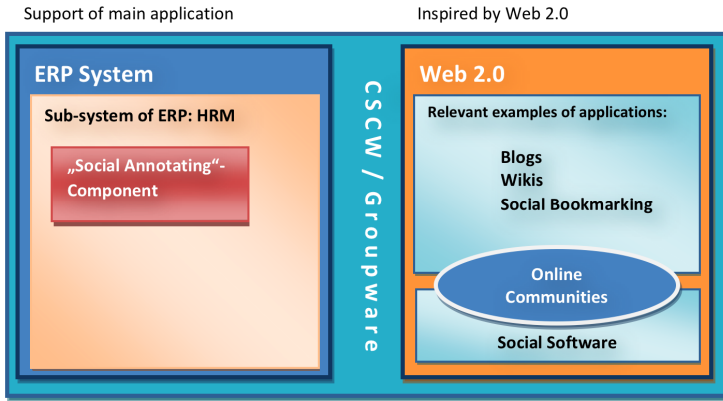 Support of main application
Inspired by Web 2.0
ERP System
Sub-system of ERP: HRM
„Social Annotating“-
Component
CSCW / Groupware
Web 2.0
Relevant examples of applications:
Blogs
Wikis
Social Bookmarking
Online
Communities
Social Software